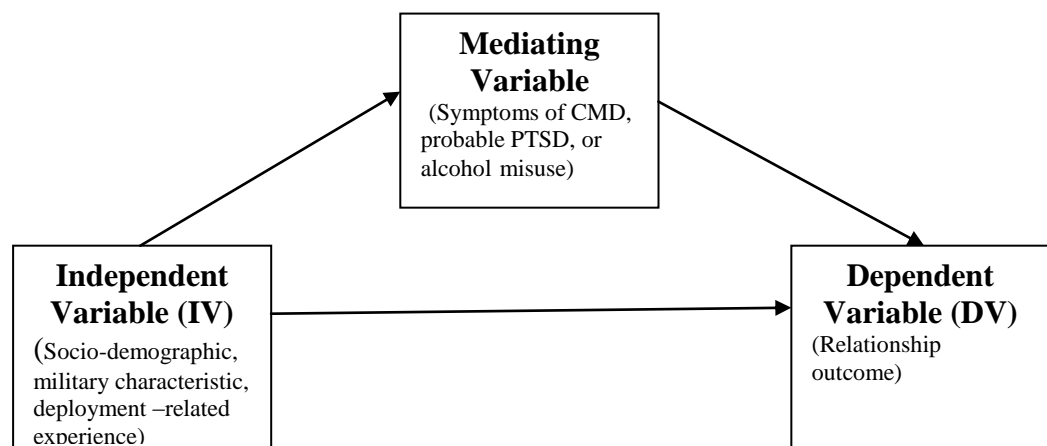 Mediating
Variable
(Symptoms of CMD,
probable PTSD, or
alcohol misuse)
Independent
Variable (IV)
(Socio-demographic,
military characteristic,
deployment –related
experience)
Dependent
Variable (DV)
(Relationship
outcome)